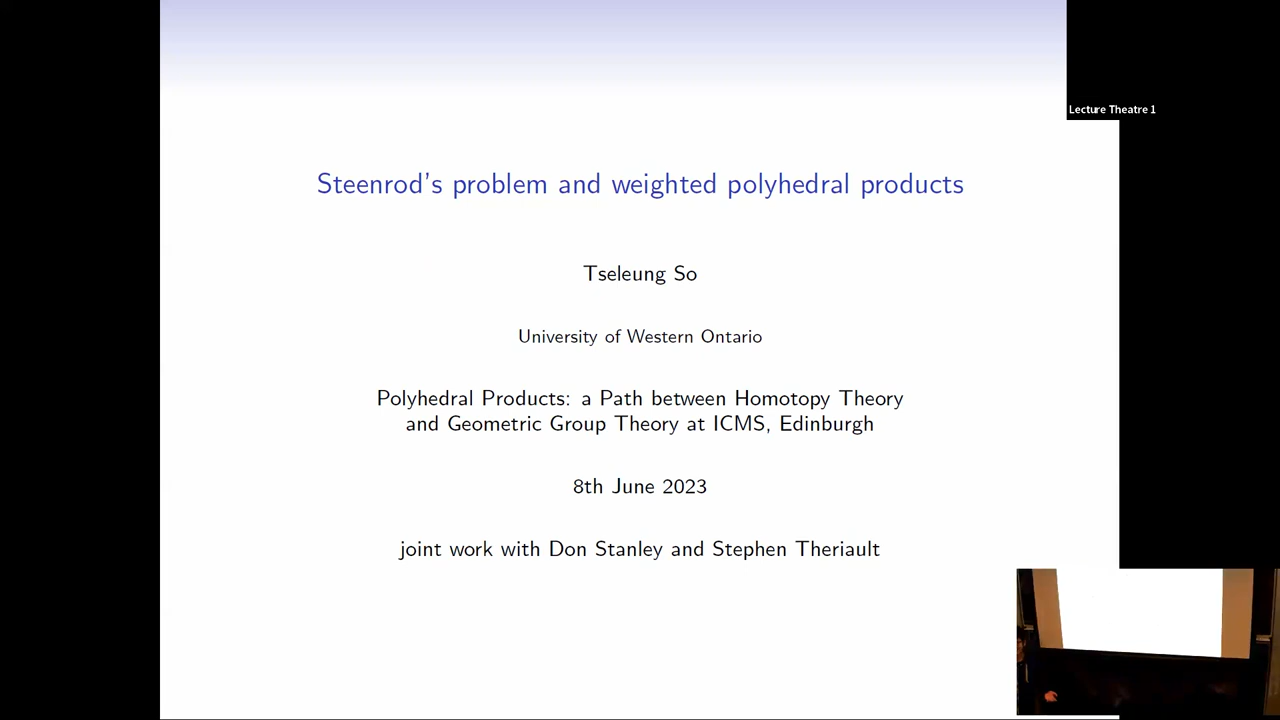 Lecture Theatre 1
Steenrod's problem and weighted polyhedral products
Tseleung So
University of Western Ontario
Polyhedral Products: a Path between Homotopy Theory
and Geometric Group Theory at ICMS, Edinburgh
8th June 2023
joint work with Don Stanley and Stephen Theriault